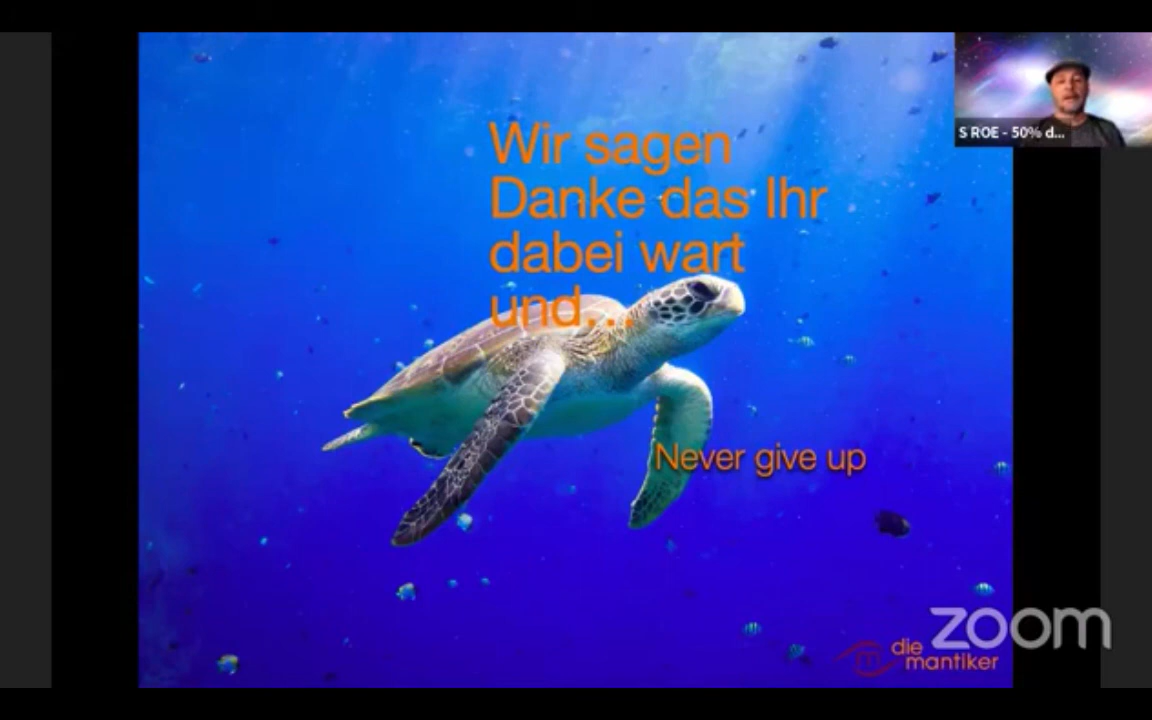 S ROE - 50% d...
Wir sagen
Danke das Ihr
dabei wart
und...
Never give up
zoom
die
mantiker